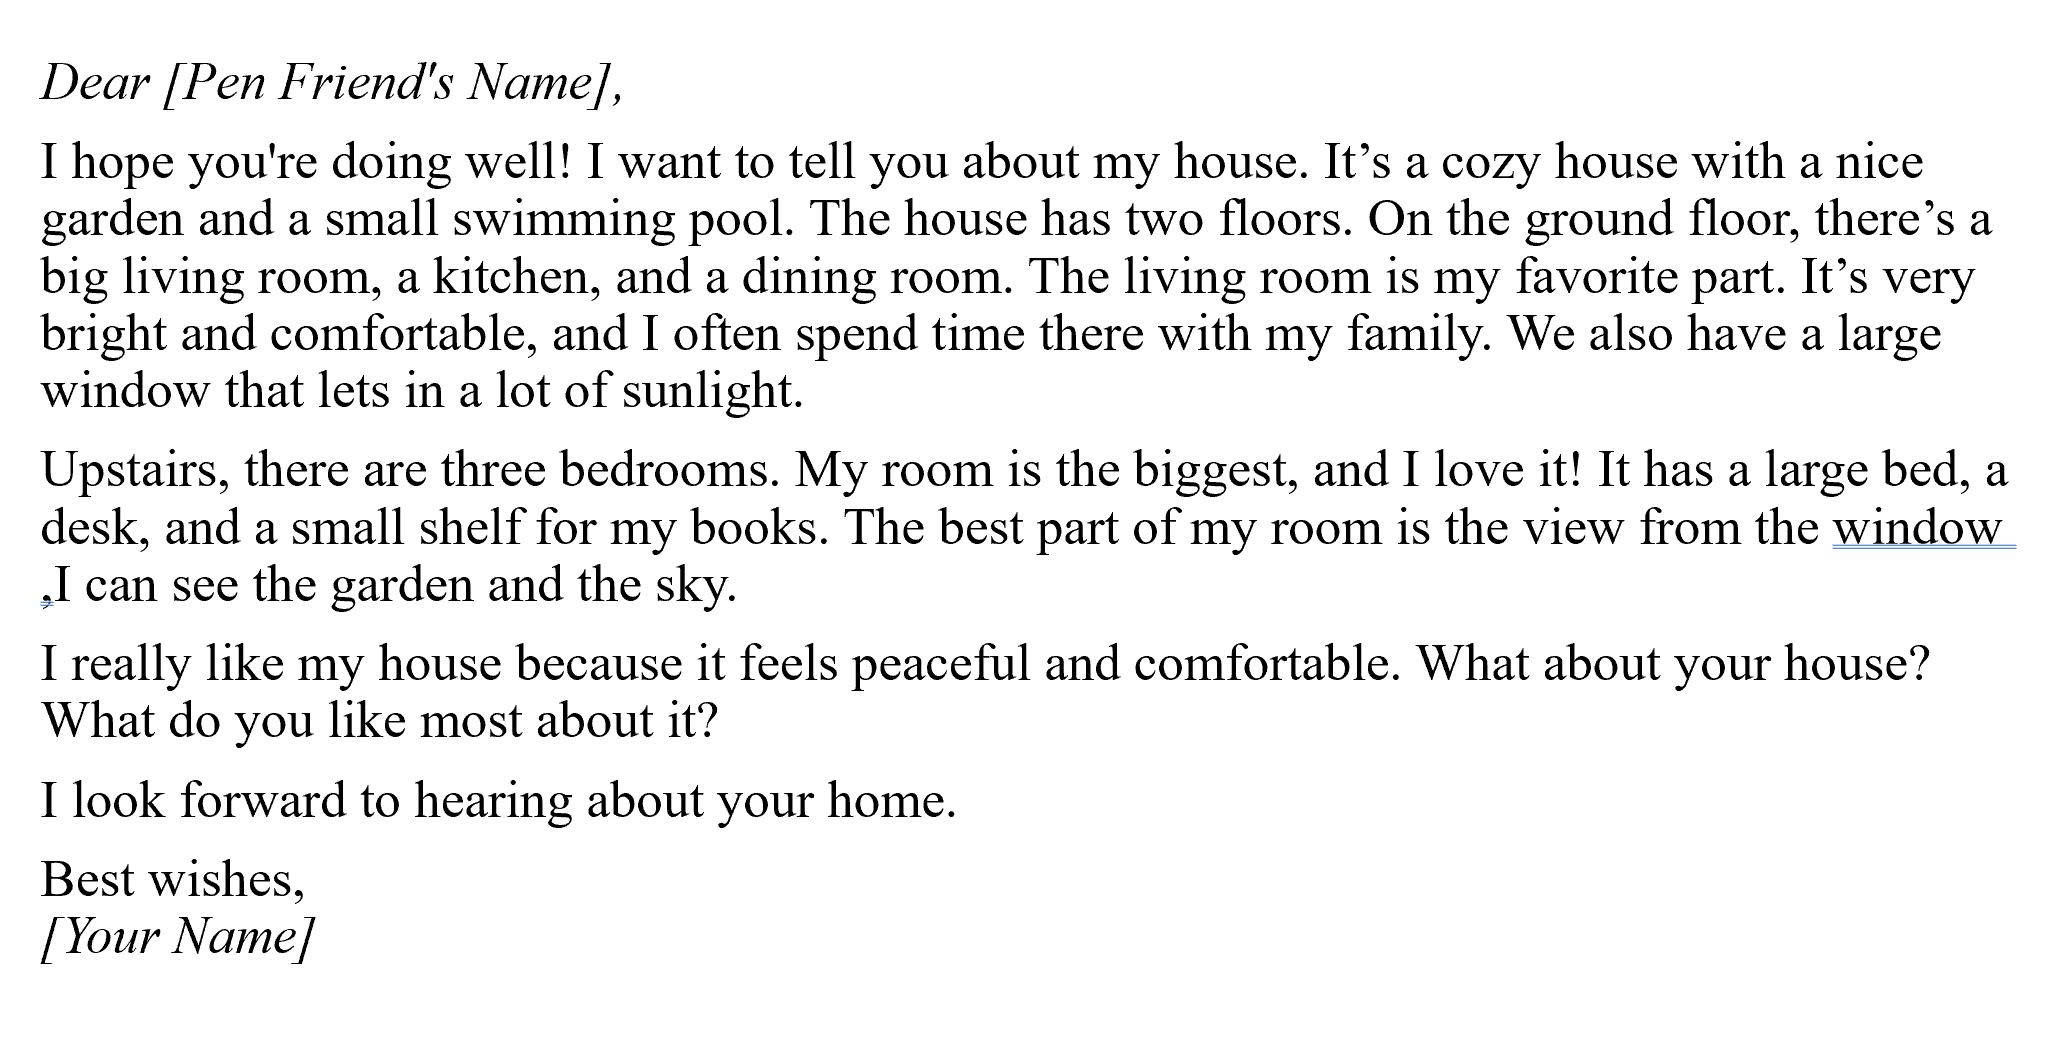 Dear [Pen Friend's Name],
I hope you're doing well! I want to tell you about my house. It’s a cozy house with a nice
garden and a small swimming pool. The house has two floors. On the ground floor, there’s a
big living room, a kitchen, and a dining room. The living room is my favorite part. It’s very
bright and comfortable, and I often spend time there with my family. We also have a large
window that lets in a lot of sunlight.
Upstairs, there are three bedrooms. My room is the biggest, and I love it! It has a large bed, a
desk, and a small shelf for my books. The best part of my room is the view from the window
,I can see the garden and the sky.
I really like my house because it feels peaceful and comfortable. What about your house?
What do you like most about it?
I look forward to hearing about your home.
Best wishes,
[Your Name]